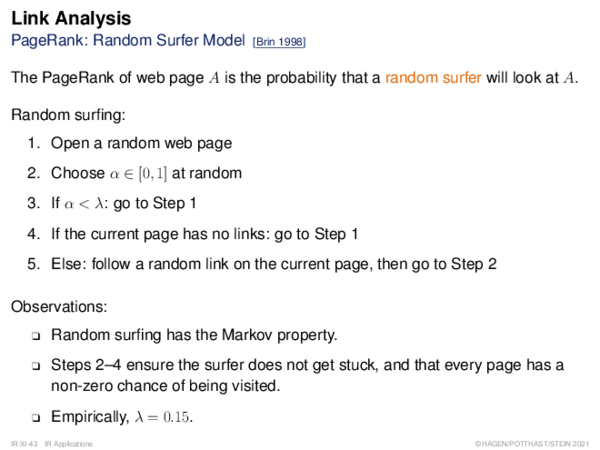 Link Analysis
PageRank: Random Surfer Model [Brin 1998]
The PageRank of web page A is the probability that a random surfer will look at A.
Random surfing:
1. Open a random web page
2. Choose α ∈ [0, 1] at random
3. If α < λ: go to Step 1
4. If the current page has no links: go to Step 1
5. Else: follow a random link on the current page, then go to Step 2
Observations:
❑ Random surfing has the Markov property.
❑ Steps 2–4 ensure the surfer does not get stuck, and that every page has a
non-zero chance of being visited.
❑ Empirically, λ = 0.15.
IR:XI-43 IR Applications
©HAGEN/POTTHAST/STEIN 2021